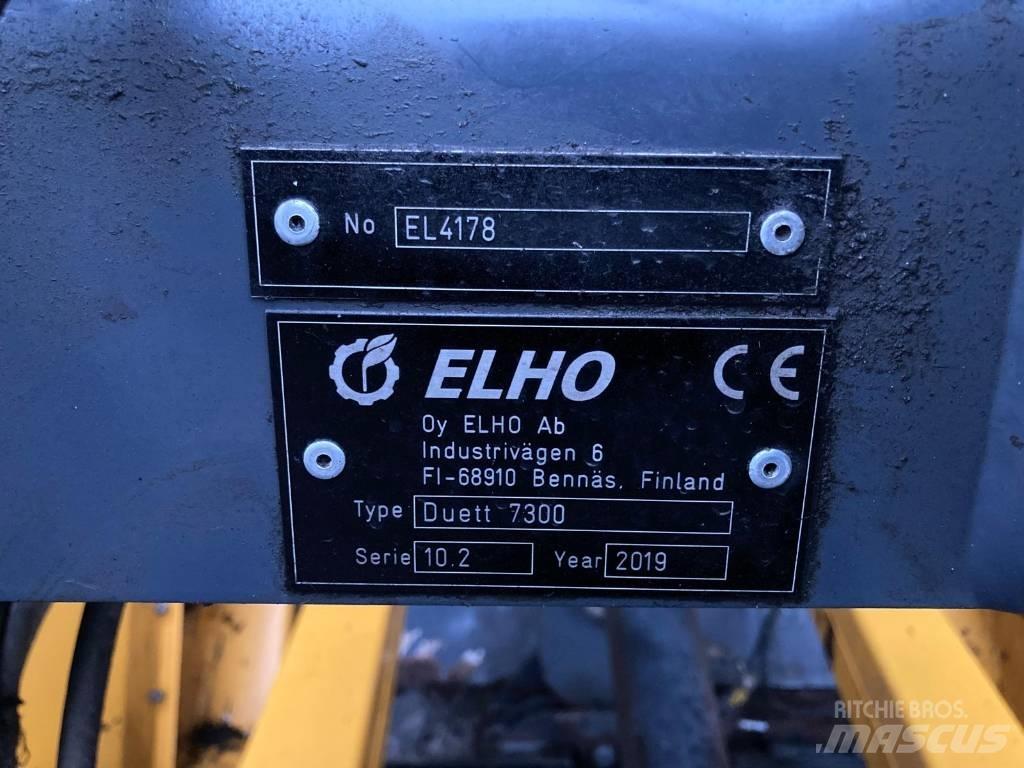 No EL4178
ELHO CE
Oy ELHO Ab
Industrivägen 6
FI-68910 Bennäs, Finland
Type Duett 7300
Serie 10.2 Year 2019
RITCHIE BROS.
MASCUS